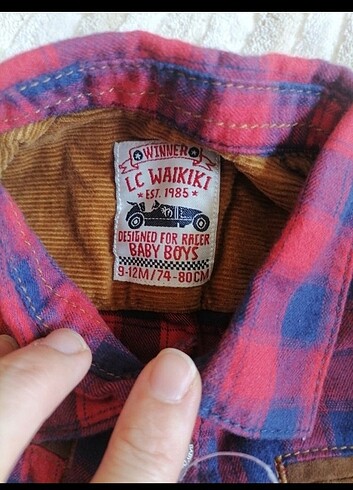 WINNER
LC WAIKIKI
★ EST. 1985 ★
DESIGNED FOR RACER
BABY BOYS
9-12M/74-80CM